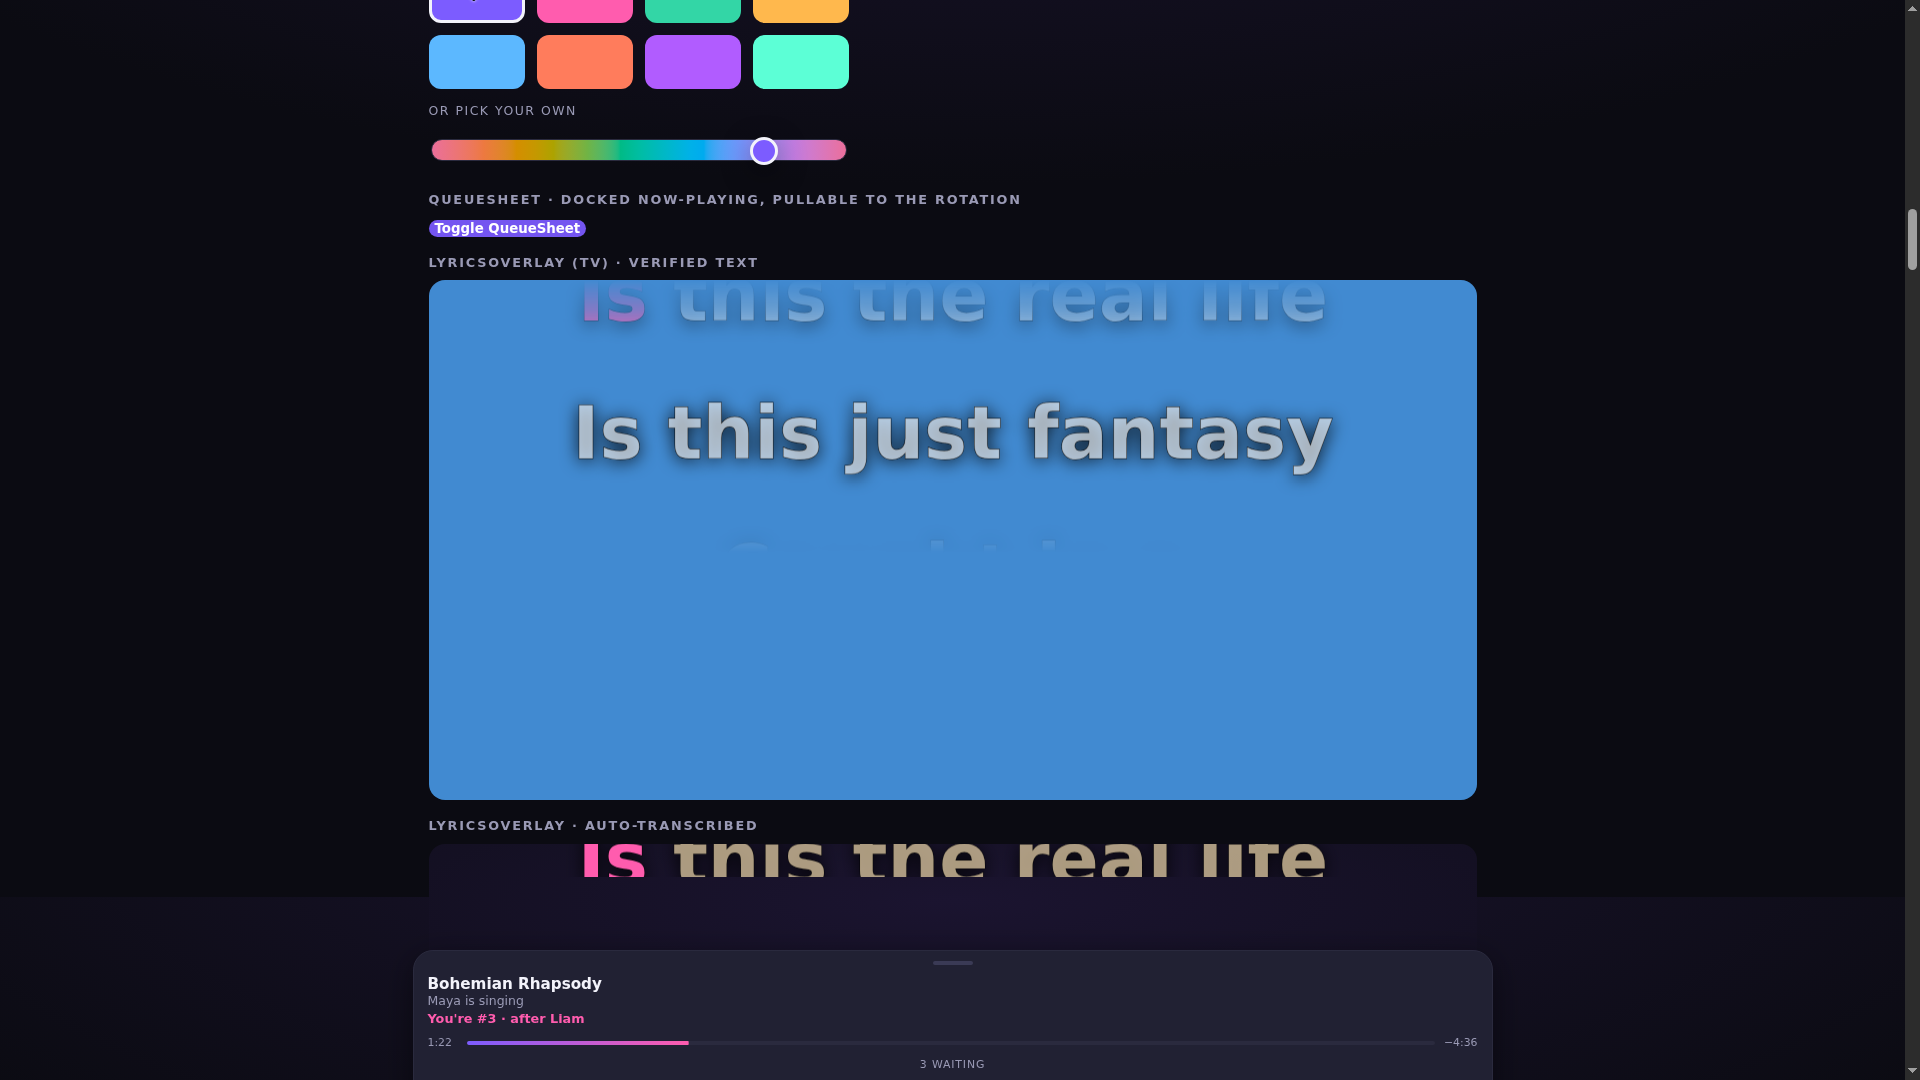 OR PICK YOUR OWN
QUEUESHEET · DOCKED NOW-PLAYING, PULLABLE TO THE ROTATION
Toggle QueueSheet
LYRICSOVERLAY (TV) · VERIFIED TEXT
Is this the real life
Is this just fantasy
LYRICSOVERLAY · AUTO-TRANSCRIBED
Is this the real life
Bohemian Rhapsody
Maya is singing
You're #3 · after Liam
1:22
−4:36
3 WAITING